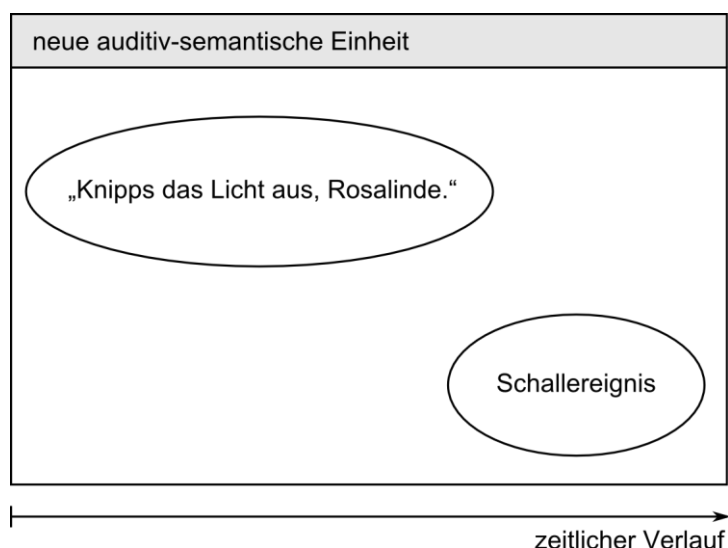 neue auditiv-semantische Einheit
„Knipps das Licht aus, Rosalinde.“
Schallereignis
zeitlicher Verlauf